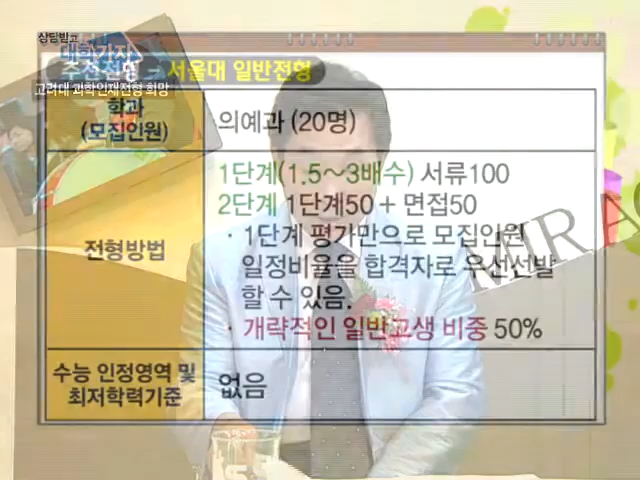 상담받고
대학가자
고려대 과학인재전형 희망
추천전형 - 서울대 일반전형
학과
(모집인원)
의예과 (20명)
전형방법
1단계(1.5~3배수) 서류100
2단계 1단계50 + 면접50
· 1단계 평가만으로 모집인원
일정비율을 합격자로 우선선발
할 수 있음.
· 개략적인 일반고생 비중 50%
수능 인정영역 및
최저학력기준
없음
MIR